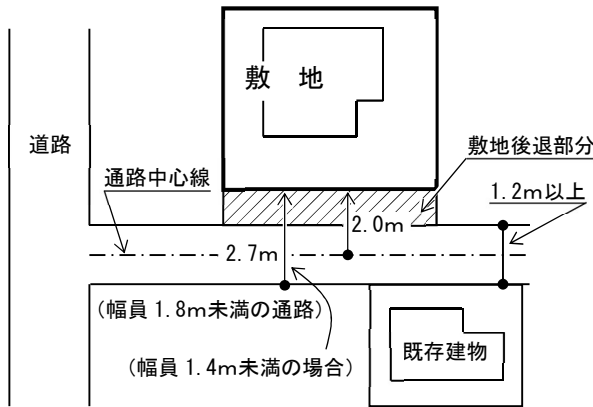 敷　地
道路
敷地後退部分
通路中心線
1.2ｍ以上
2.0ｍ
2.7ｍ
（幅員 1.8ｍ未満の通路）
（幅員 1.4ｍ未満の場合）
既存建物